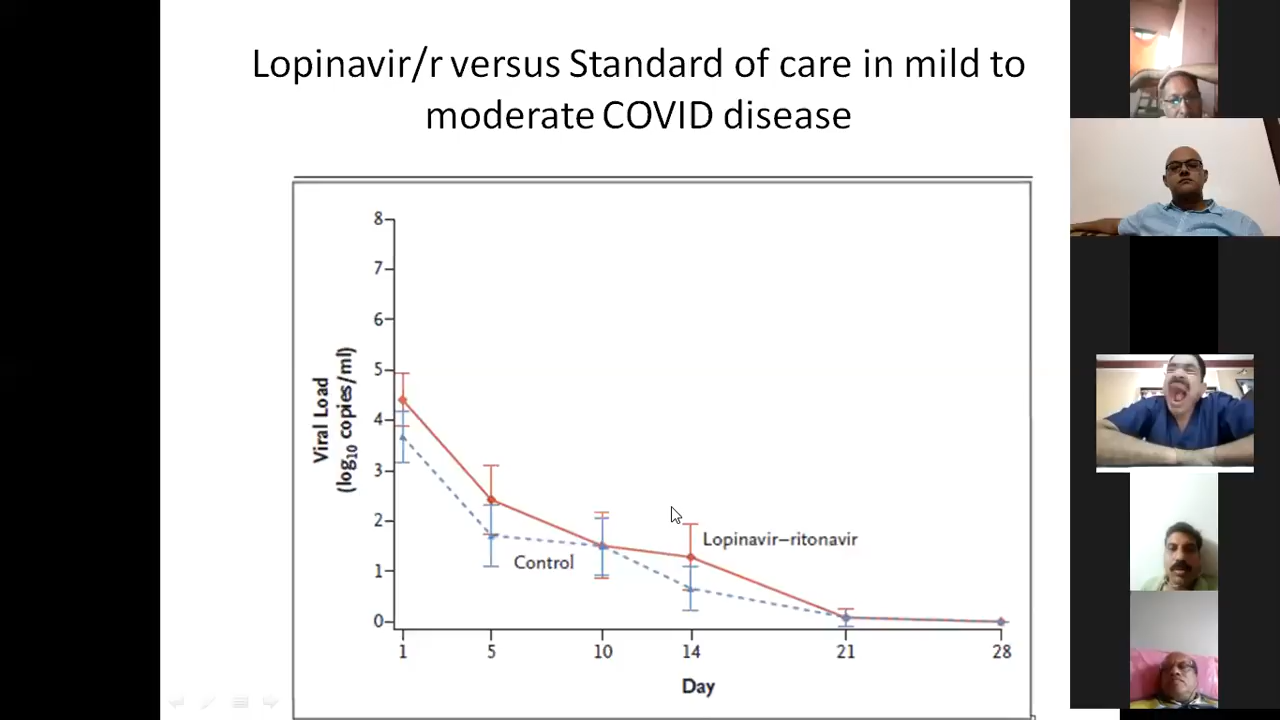 Lopinavir/r versus Standard of care in mild to
moderate COVID disease
8
7
6
5
4
3
2
1
0
Viral Load
(log10 copies/ml)
Lopinavir–ritonavir
Control
1 5 10 14 21 28
Day